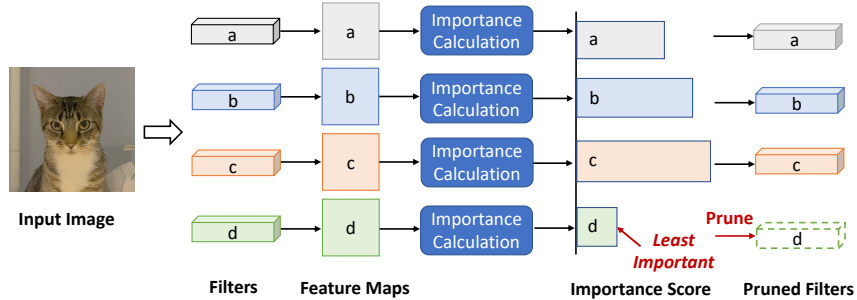 a
a
Importance
Calculation
a
a
b
b
Importance
Calculation
b
b
c
c
Importance
Calculation
c
c
d
d
Importance
Calculation
d
Least
Important
Prune
d
Input Image
Filters
Feature Maps
Importance Score
Pruned Filters